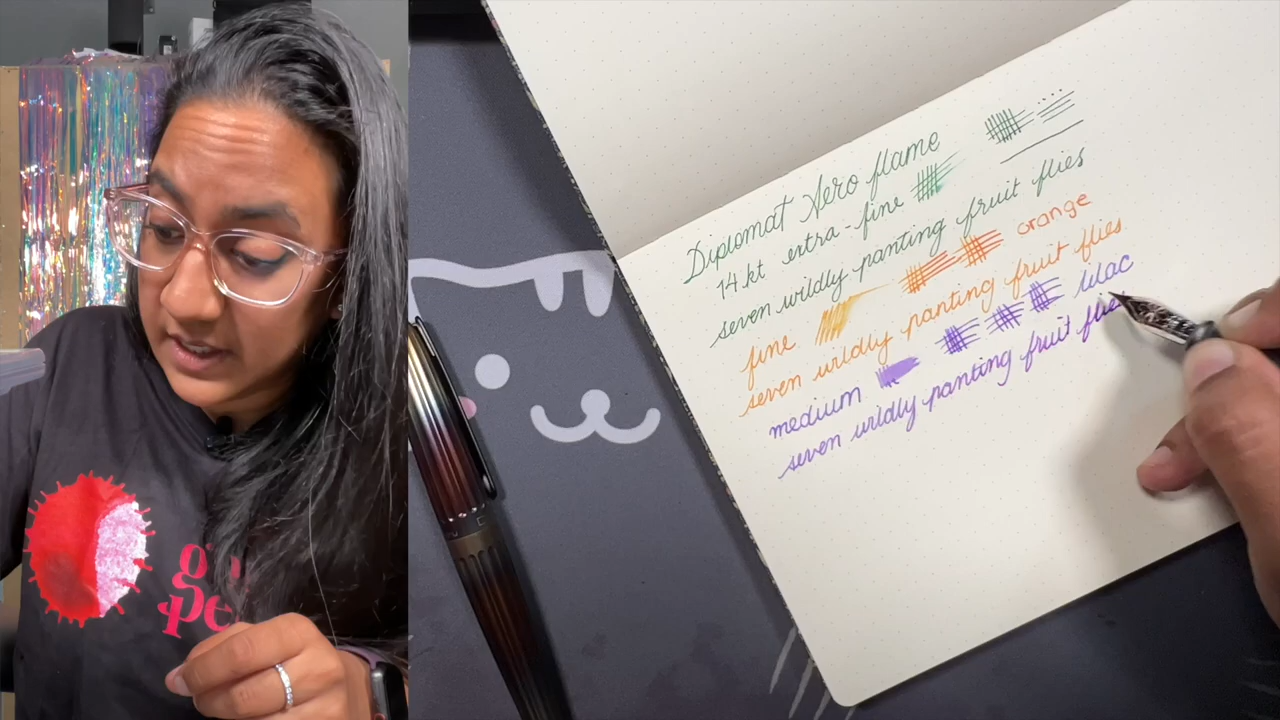 Diplomat Aero flame
14 kt extra-fine
seven wildly panting fruit flies
fine orange
seven wildly panting fruit flies
medium lilac
seven wildly panting fruit flies